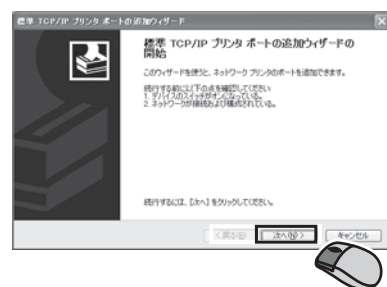 標準 TCP/IP プリンタ ポートの追加ウィザード
標準 TCP/IP プリンタ ポートの追加ウィザードの
開始
このウィザードを使うと、ネットワーク プリンタのポートを追加できます。
続行する前に以下の点を確認してください
1. デバイスのスイッチがオンになっている。
2. ネットワークが接続および構成されている。
続行するには、[次へ] をクリックしてください。
< 戻る(B)
次へ(N) >
キャンセル